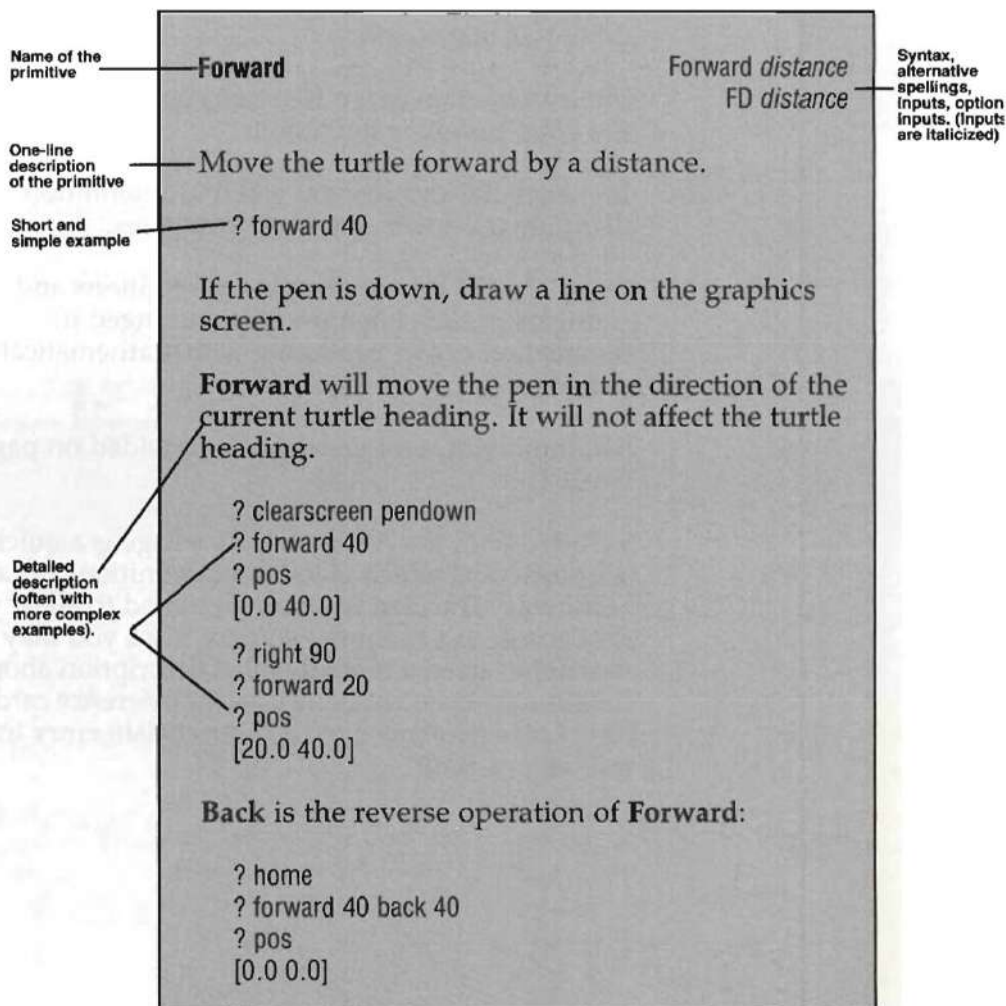 Name of the
primitive
Forward
Forward distance
FD distance
Syntax,
alternative
spellings,
Inputs, option
Inputs. (Inputs
are italicized)
One-line
description
of the primitive
Move the turtle forward by a distance.
Short and
simple example
? forward 40
If the pen is down, draw a line on the graphics
screen.
Forward will move the pen in the direction of the
current turtle heading. It will not affect the turtle
heading.
Detailed
description
(often with
more complex
examples).
? clearscreen pendown
? forward 40
? pos
[0.0 40.0]
? right 90
? forward 20
? pos
[20.0 40.0]
Back is the reverse operation of Forward:
? home
? forward 40 back 40
? pos
[0.0 0.0]